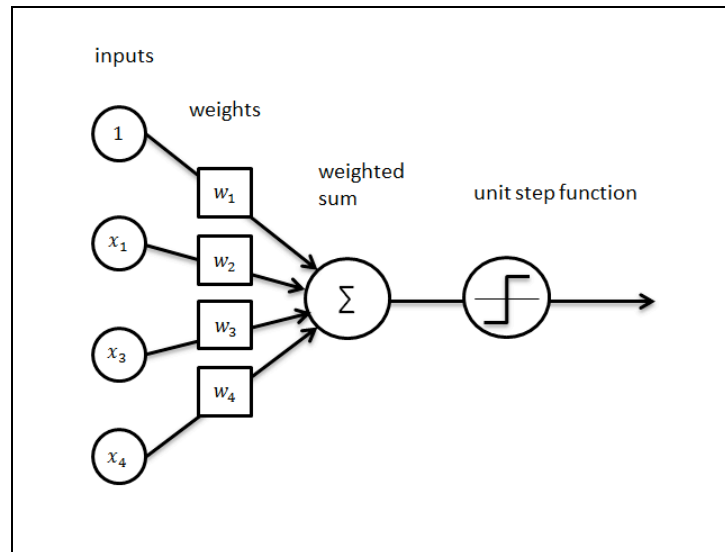 inputs
weights
1
weighted
sum
unit step function
w₁
x₁
w₂
Σ
w₃
x₃
w₄
x₄